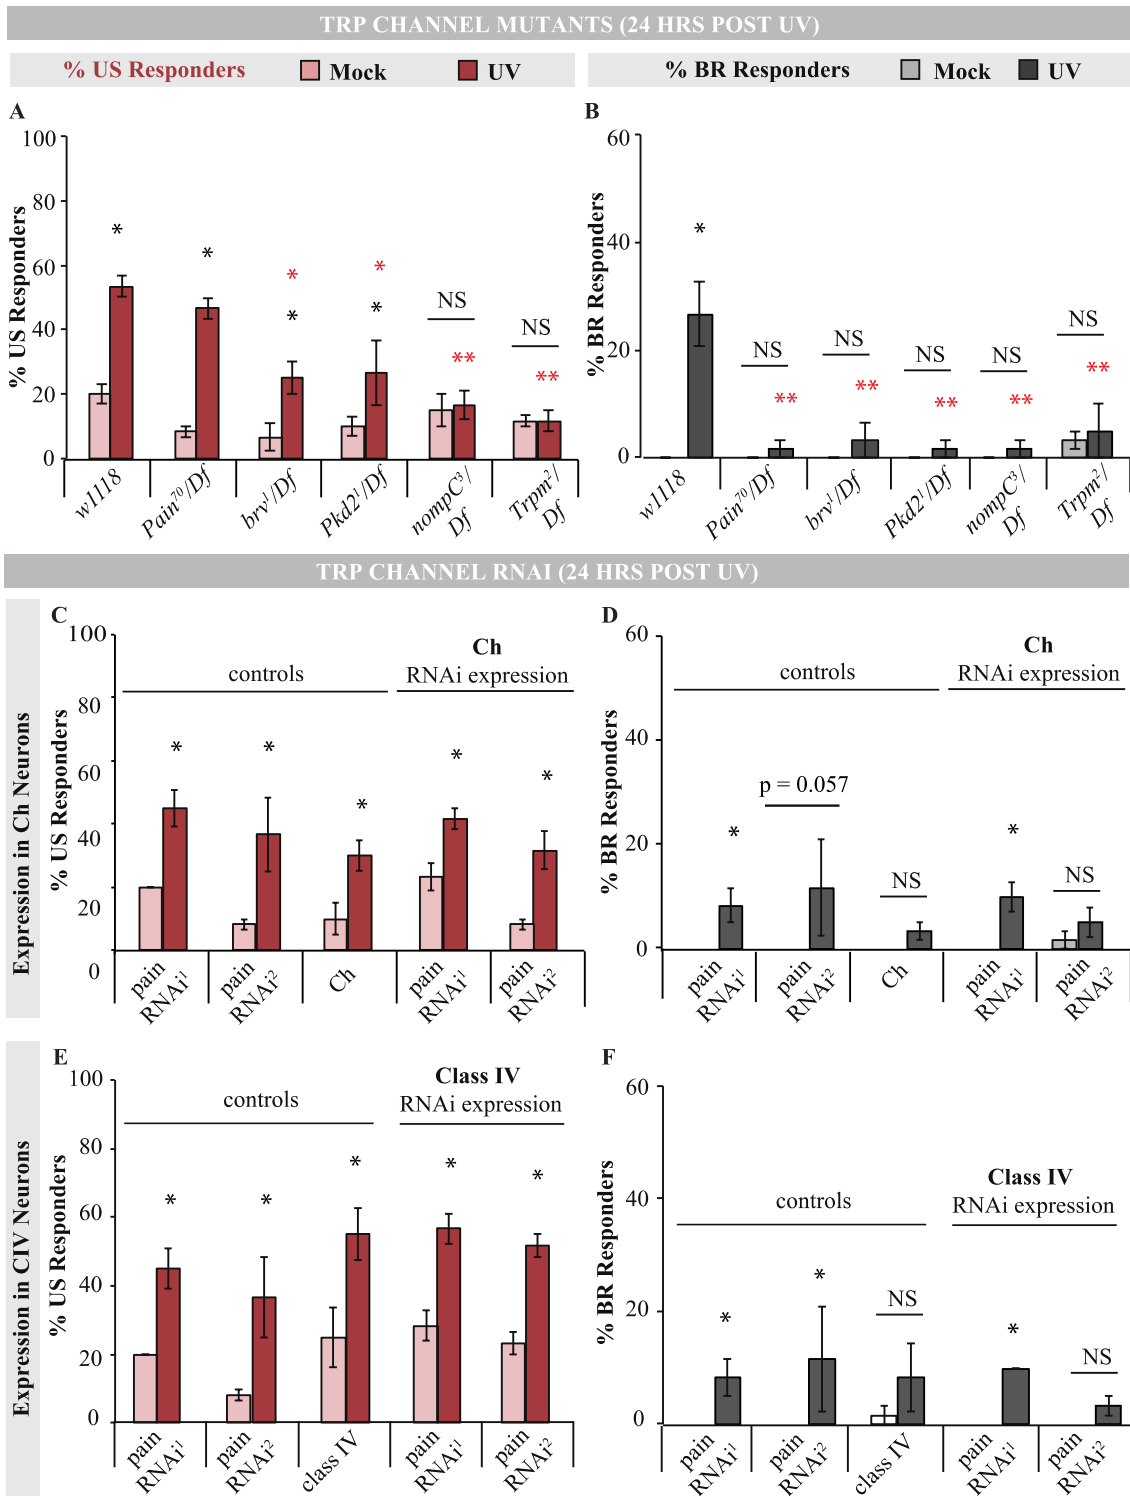 TRP CHANNEL MUTANTS (24 HRS POST UV)
% US Responders Mock UV
% BR Responders Mock UV
A
% US Responders
100
80
60
40
20
0
*
*
*
*
*
*
NS
**
NS
**
w1118
Pain⁷⁰/Df
brv¹/Df
Pkd2¹/Df
nompC³/
Df
Trpm²/
Df
B
% BR Responders
60
40
20
0
*
NS
**
NS
**
NS
**
NS
**
NS
**
w1118
Pain⁷⁰/Df
brv¹/Df
Pkd2¹/Df
nompC³/
Df
Trpm²/
Df
TRP CHANNEL RNAI (24 HRS POST UV)
Expression in Ch Neurons
C
% US Responders
100
80
60
40
20
0
controls
Ch
RNAi expression
*
*
*
*
*
pain
RNAi¹
pain
RNAi²
Ch
pain
RNAi¹
pain
RNAi²
D
% BR Responders
60
40
20
0
controls
Ch
RNAi expression
*
p = 0.057
NS
*
NS
pain
RNAi¹
pain
RNAi²
Ch
pain
RNAi¹
pain
RNAi²
Expression in CIV Neurons
E
% US Responders
100
80
60
40
20
0
controls
Class IV
RNAi expression
*
*
*
*
*
pain
RNAi¹
pain
RNAi²
class IV
pain
RNAi¹
pain
RNAi²
F
% BR Responders
60
40
20
0
controls
Class IV
RNAi expression
*
*
NS
*
NS
pain
RNAi¹
pain
RNAi²
class IV
pain
RNAi¹
pain
RNAi²